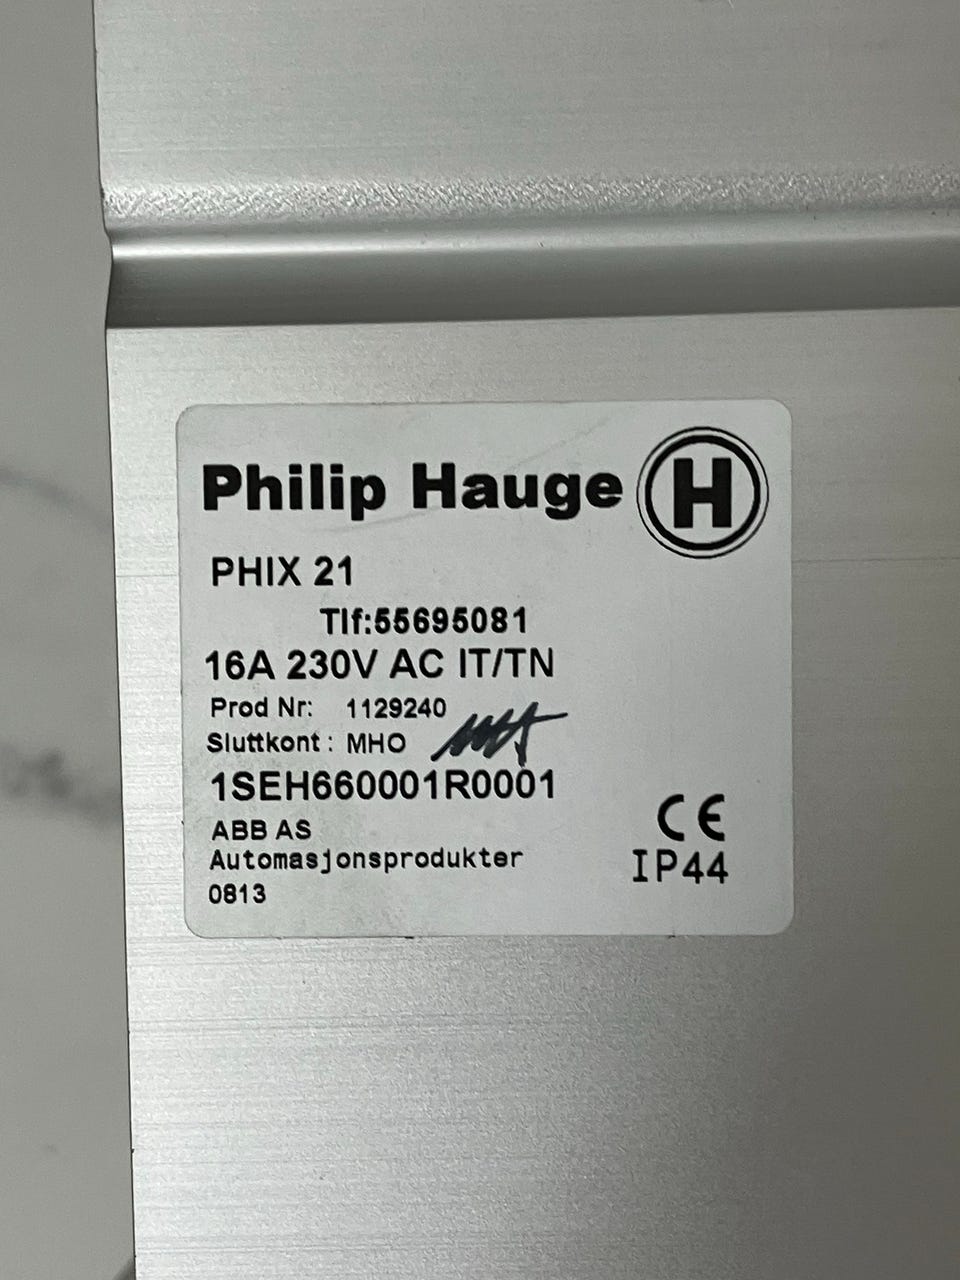 Philip Hauge H
PHIX 21
Tlf:55695081
16A 230V AC IT/TN
Prod Nr: 1129240
Sluttkont : MHO
1SEH660001R0001
ABB AS
Automasjonsprodukter
0813
CE
IP44